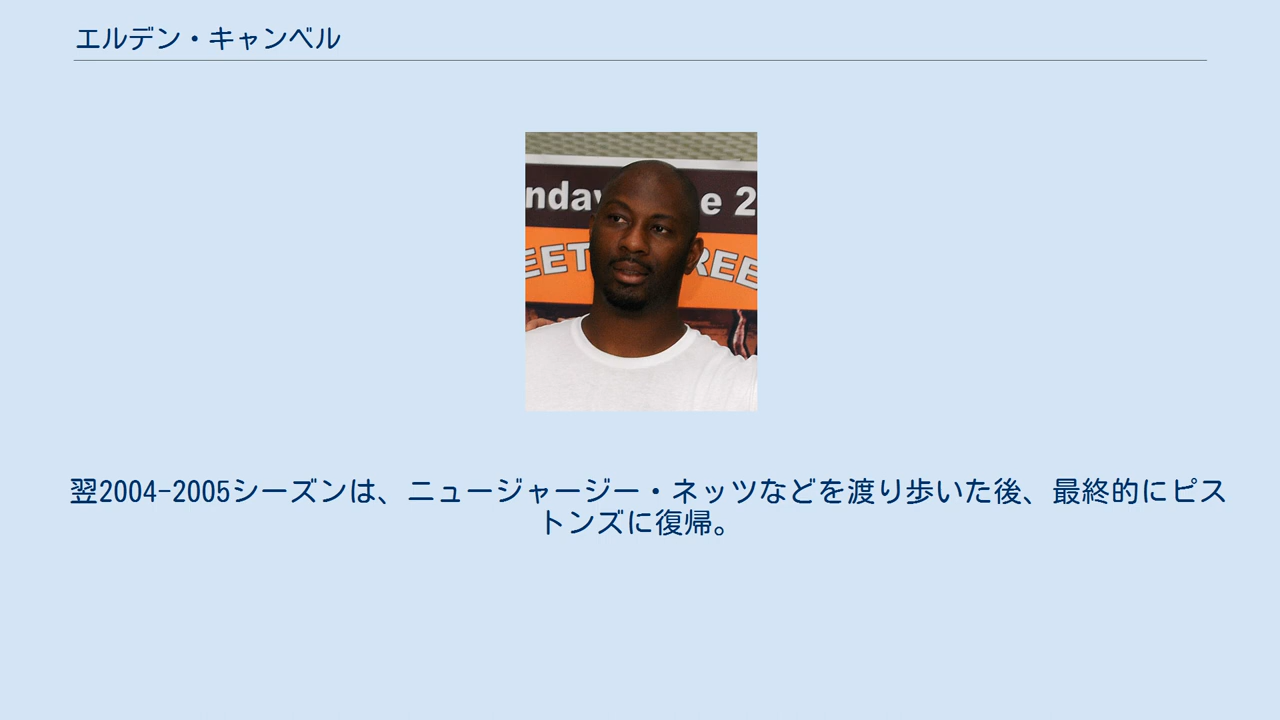 エルデン・キャンベル
nday e 2
EET REE
翌2004-2005シーズンは、ニュージャージー・ネッツなどを渡り歩いた後、最終的にピス
トンズに復帰。